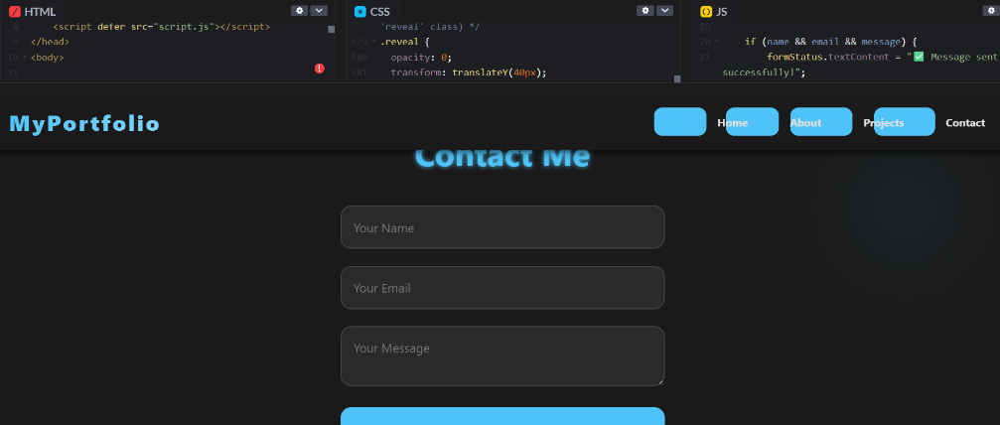 HTML
8 <script defer src="script.js"></script>
9 </head>
10 <body>
11
CSS
'reveal' class) */
579 .reveal {
580 opacity: 0;
581 transform: translateY(40px);
JS
19
20 if (name && email && message) {
21 formStatus.textContent = "✅ Message sent
successfully!";
MyPortfolio
Home
About
Projects
Contact
Contact Me
Your Name
Your Email
Your Message